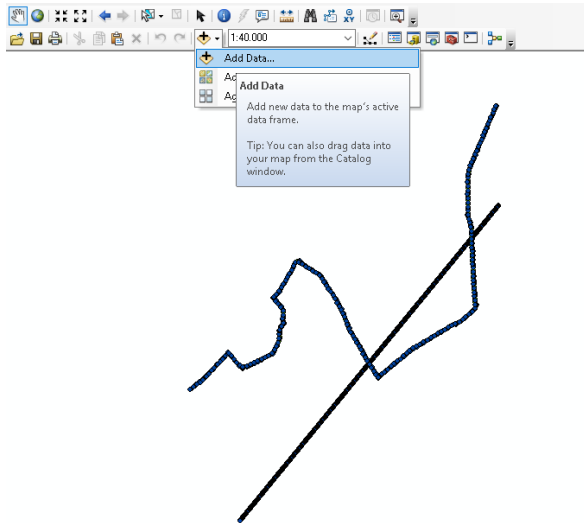 1:40.000
Add Data...
Ad
Add Data
Ad
Add new data to the map's active
data frame.
Tip: You can also drag data into
your map from the Catalog
window.